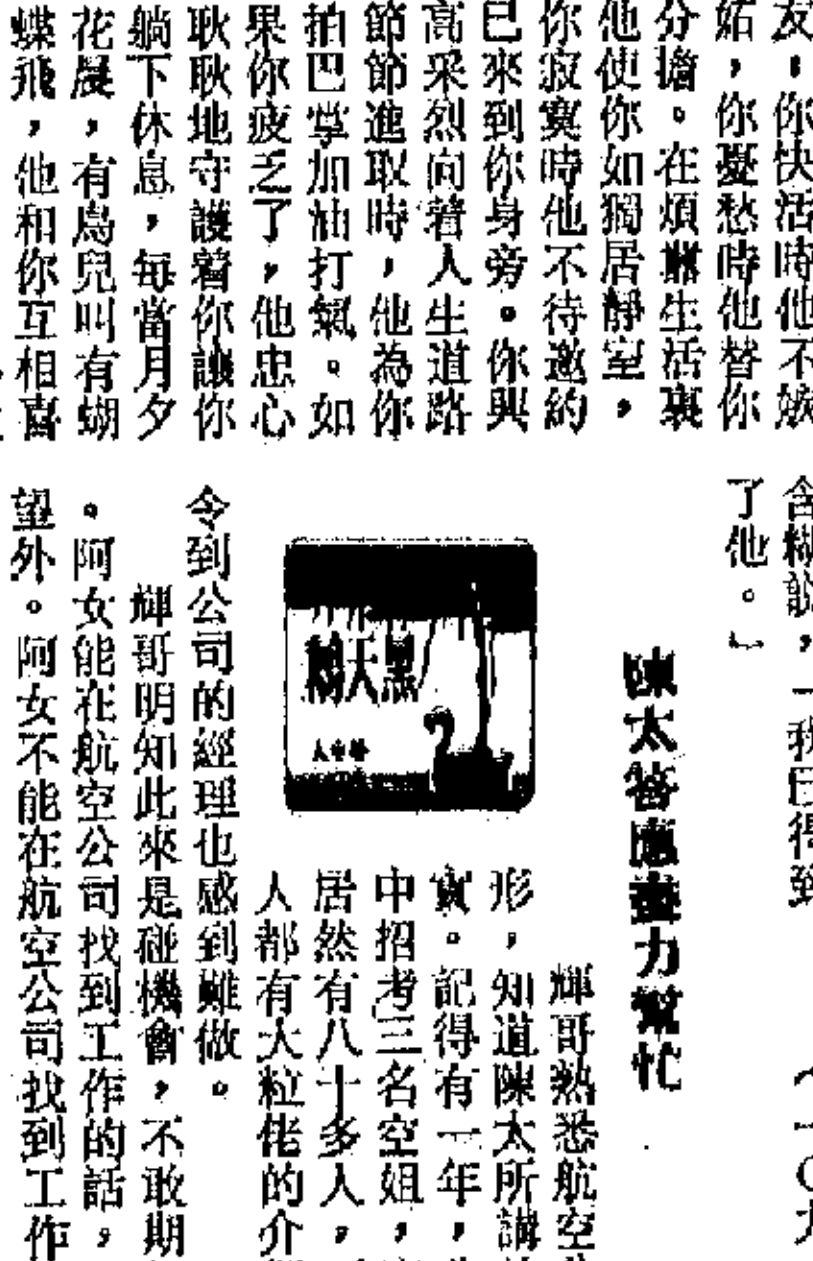 友，你快活時他不嫉
妬，你憂愁時他替你
分擔。在煩囂生活裏
他使你如獨居靜室，
你寂寞時他不待邀約
已來到你身旁。你興
高采烈向着人生道路
節節進取時，他為你
拍巴掌加油打氣。如
果你疲乏了，他忠心
耿耿地守護着你讓你
躺下休息，每當月夕
花晨，有鳥兒叫有蝴
蝶飛，他和你互相喜
含糊說，一我已得到
了他。」
陳太答應盡力幫忙
黑天鵝
輝哥熟悉航空
形，知道陳太所講
實。記得有一年，
中招考三名空姐，
居然有八十多人，
人都有大粒佬的介
令到公司的經理也感到難做。
輝哥明知此來是碰機會，不敢期
。阿女能在航空公司找到工作的話，
望外。阿女不能在航空公司找到工作